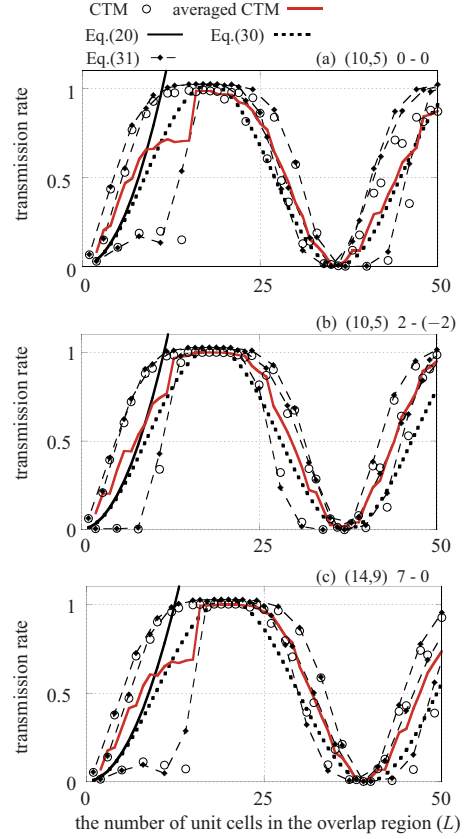 CTM averaged CTM
Eq.(20) Eq.(30)
Eq.(31)
(a) (10,5) 0 - 0
transmission rate
1
0.5
0
0 25 50
(b) (10,5) 2 - (−2)
transmission rate
1
0.5
0
0 25 50
(c) (14,9) 7 - 0
transmission rate
1
0.5
0
0 25 50
the number of unit cells in the overlap region (L)